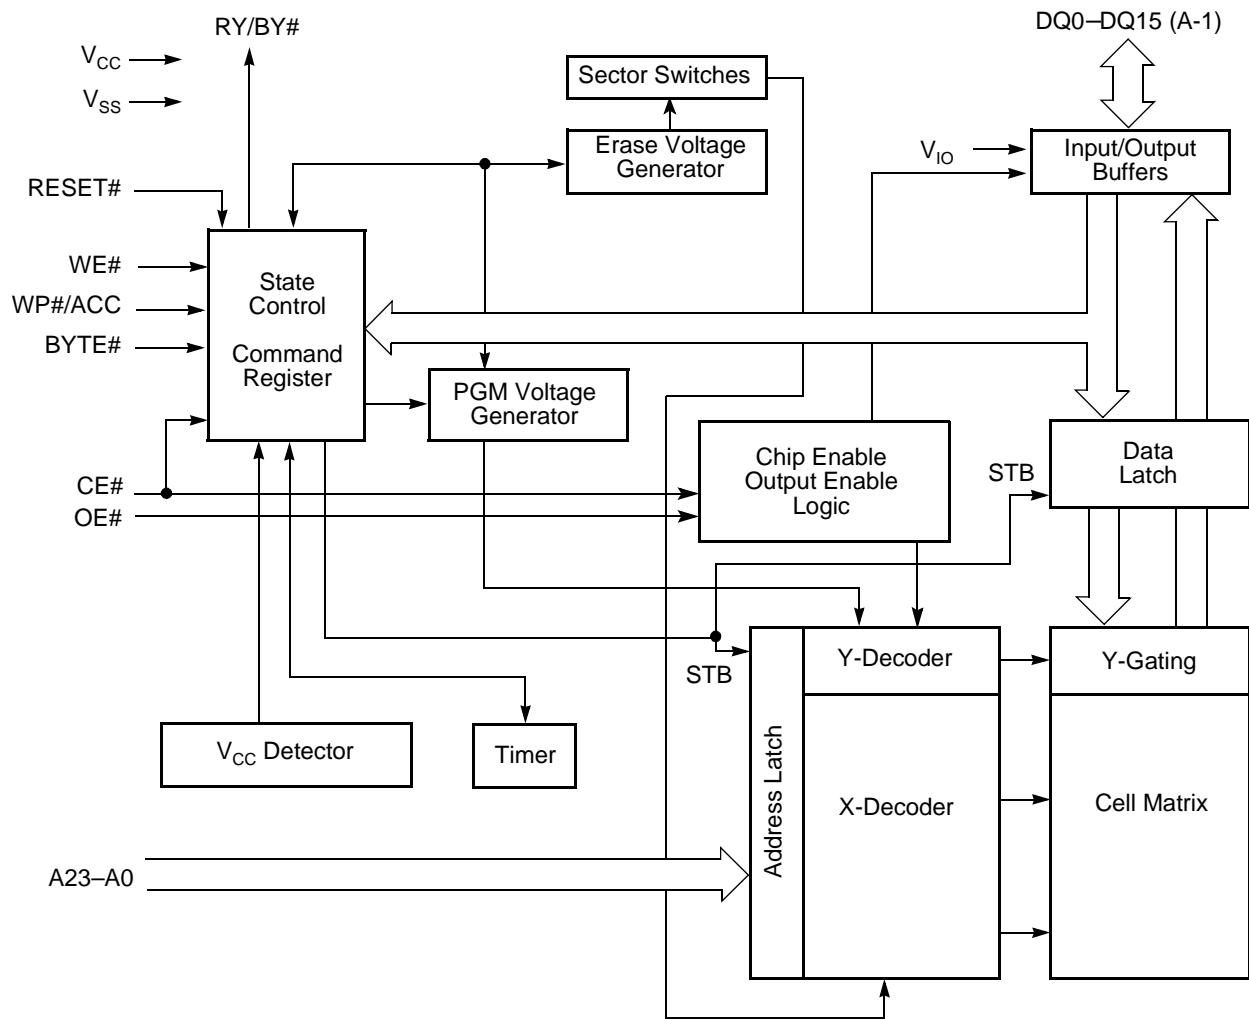 RY/BY#
DQ0–DQ15 (A-1)
VCC
VSS
Sector Switches
Erase Voltage
Generator
VIO
Input/Output
Buffers
RESET#
WE#
WP#/ACC
BYTE#
State
Control
Command
Register
PGM Voltage
Generator
CE#
OE#
Chip Enable
Output Enable
Logic
STB
Data
Latch
STB
Y-Decoder
Y-Gating
VCC Detector
Timer
Address Latch
X-Decoder
Cell Matrix
A23–A0